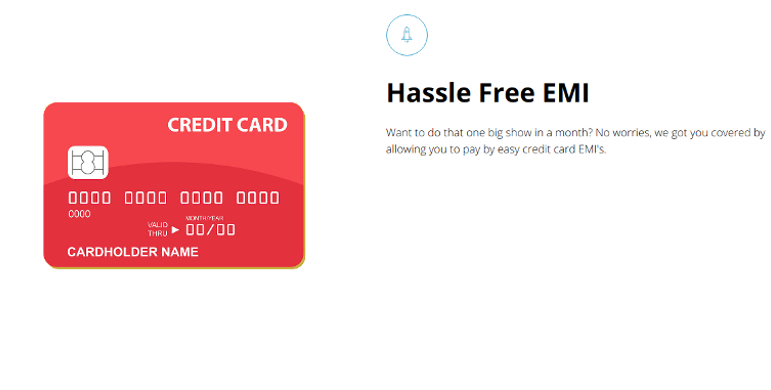 CREDIT CARD
0000 0000 0000 0000
0000
MONTH/YEAR
VALID
THRU
00/00
CARDHOLDER NAME
Hassle Free EMI
Want to do that one big show in a month? No worries, we got you covered by
allowing you to pay by easy credit card EMI's.